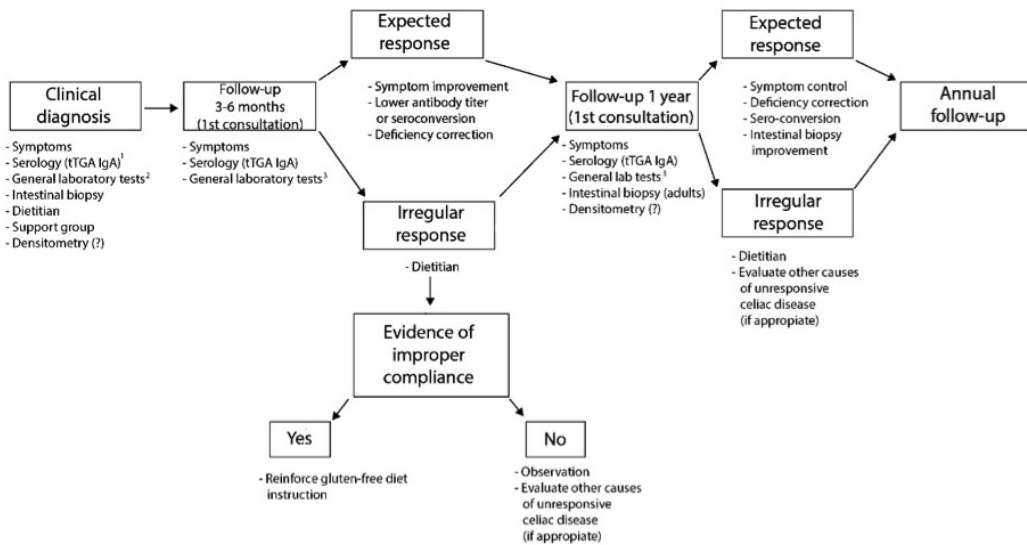 Clinical
diagnosis
- Symptoms
- Serology (tTGA IgA)¹
- General laboratory tests²
- Intestinal biopsy
- Dietitian
- Support group
- Densitometry (?)
Follow-up
3-6 months
(1st consultation)
- Symptoms
- Serology (tTGA IgA)
- General laboratory tests³
Expected
response
- Symptom improvement
- Lower antibody titer
or seroconversion
- Deficiency correction
Irregular
response
- Dietitian
Evidence of
improper
compliance
Yes
- Reinforce gluten-free diet
instruction
No
- Observation
- Evaluate other causes
of unresponsive
celiac disease
(if appropiate)
Follow-up 1 year
(1st consultation)
- Symptoms
- Serology (tTGA IgA)
- General lab tests³
- Intestinal biopsy (adults)
- Densitometry (?)
Expected
response
- Symptom control
- Deficiency correction
- Sero-conversion
- Intestinal biopsy
improvement
Irregular
response
- Dietitian
- Evaluate other causes
of unresponsive
celiac disease
(if appropiate)
Annual
follow-up